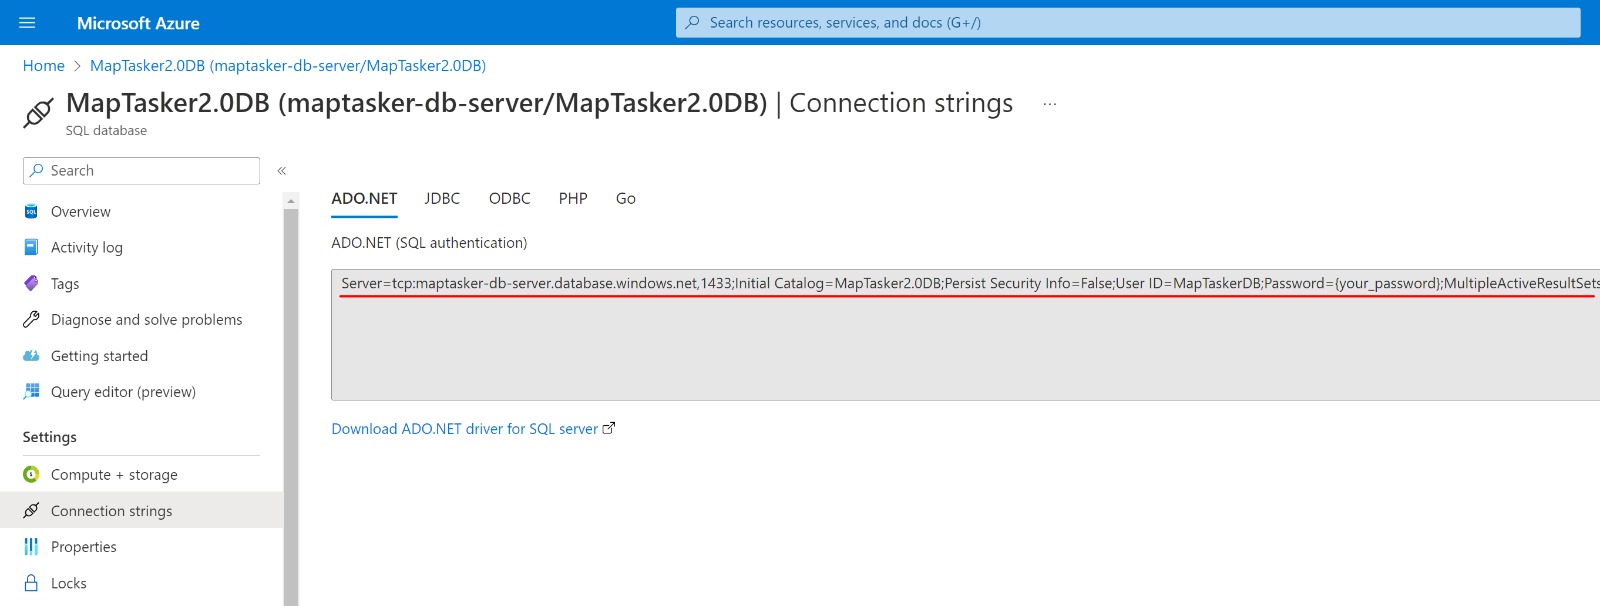 Microsoft Azure
Search resources, services, and docs (G+/)
Home > MapTasker2.0DB (maptasker-db-server/MapTasker2.0DB)
MapTasker2.0DB (maptasker-db-server/MapTasker2.0DB) | Connection strings ...
SQL database
Search «
Overview
Activity log
Tags
Diagnose and solve problems
Getting started
Query editor (preview)
Settings
Compute + storage
Connection strings
Properties
Locks
ADO.NET JDBC ODBC PHP Go
ADO.NET (SQL authentication)
Server=tcp:maptasker-db-server.database.windows.net,1433;Initial Catalog=MapTasker2.0DB;Persist Security Info=False;User ID=MapTaskerDB;Password={your_password};MultipleActiveResultSets
Download ADO.NET driver for SQL server